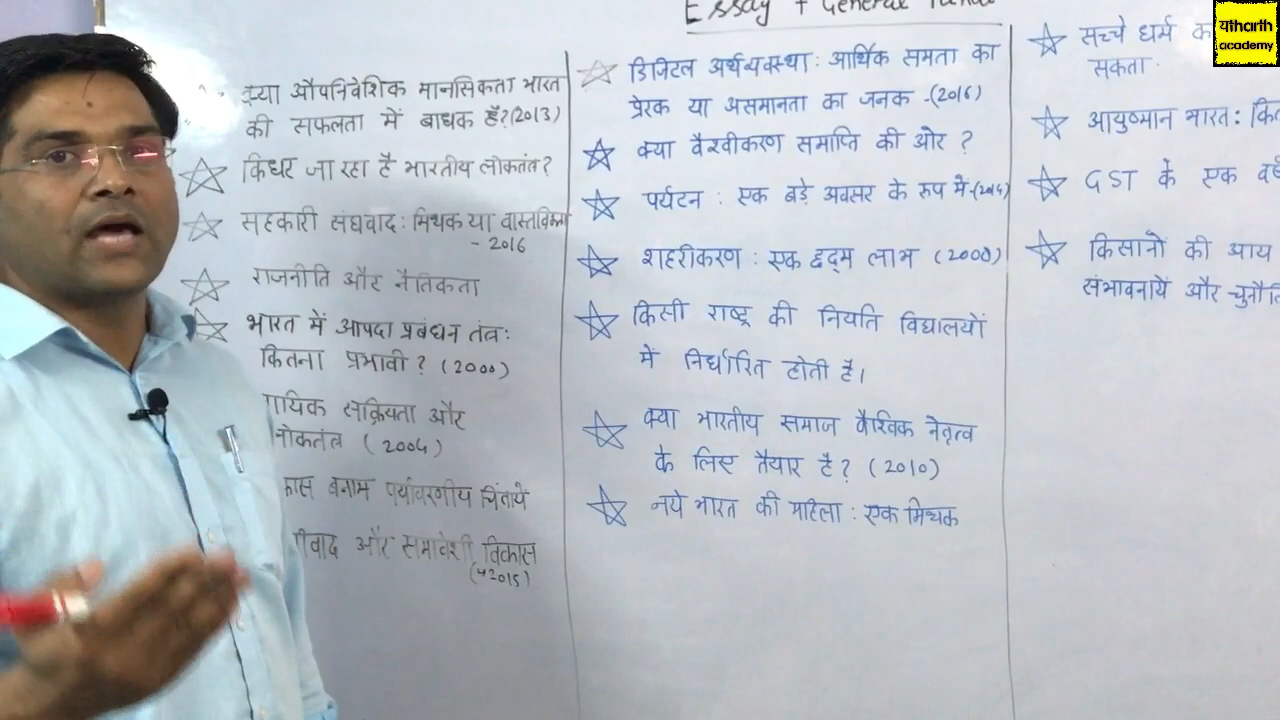 Essay + General
क्या औपनिवेशिक मानसिकता भारत
की सफलता में बाधक है? (2013)
किधर जा रहा है भारतीय लोकतंत्र?
सहकारी संघवाद : मिथक या वास्तविकता
- 2016
राजनीति और नैतिकता
भारत में आपदा प्रबंधन तंत्र:
कितना प्रभावी? (2000)
सक्रियता और
(2004)
बनाम पर्यावरणीय चिंतायें
और समावेशी विकास
(2015)
डिजिटल अर्थव्यवस्था : आर्थिक समता का
प्रेरक या असमानता का जनक -(2016)
क्या वैश्वीकरण समाप्ति की ओर ?
पर्यटन : एक बड़े अवसर के रूप में
शहरीकरण : एक छद्म लाभ
किसी राष्ट्र की नियति विद्यालयों
में निर्धारित होती है।
क्या भारतीय समाज वैश्विक नेतृत्व
के लिए तैयार है? (2010)
नये भारत की महिला : एक मिथक
सच्चे धर्म
सकता
आयुष्मान भारत :
GST के एक
किसानों की आय
संभावनायें और
यtharth
academy